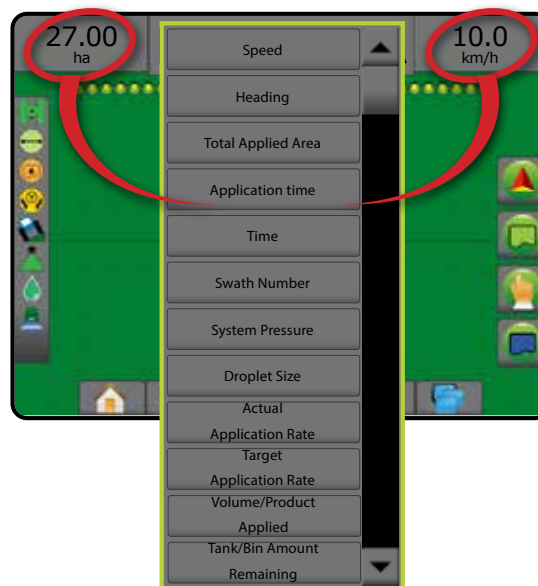 27.00
ha
10.0
km/h
Speed
Heading
Total Applied Area
Application time
Time
Swath Number
System Pressure
Droplet Size
Actual
Application Rate
Target
Application Rate
Volume/Product
Applied
Tank/Bin Amount
Remaining